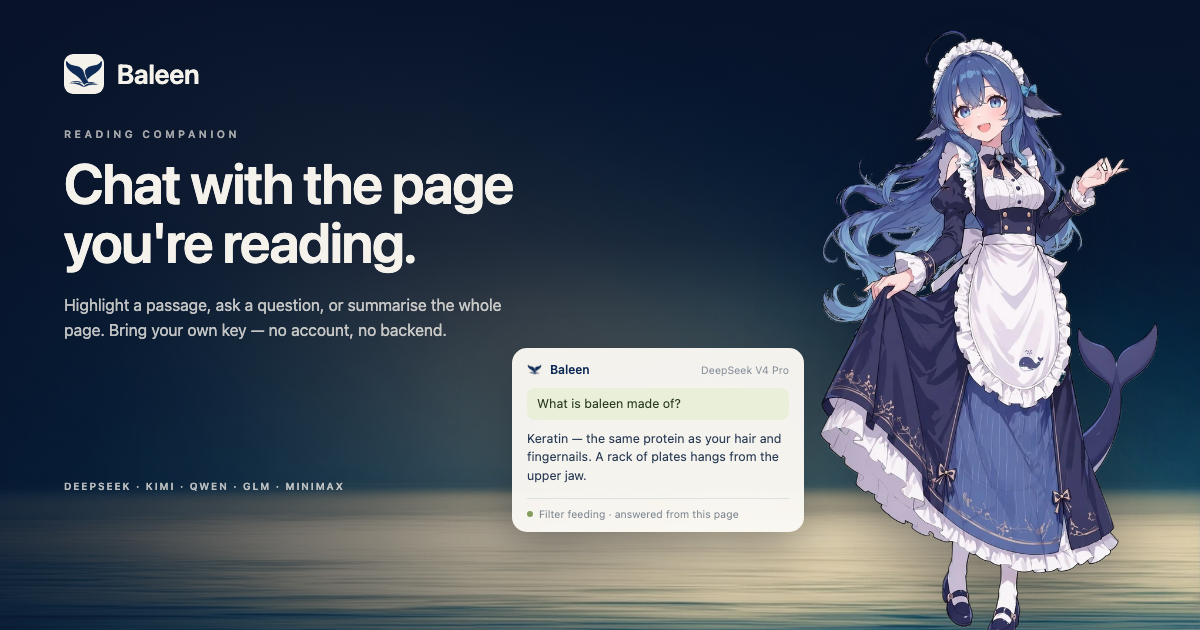 Baleen
READING COMPANION
Chat with the page
you're reading.
Highlight a passage, ask a question, or summarise the whole
page. Bring your own key — no account, no backend.
Baleen
DeepSeek V4 Pro
What is baleen made of?
Keratin — the same protein as your hair and
fingernails. A rack of plates hangs from the
upper jaw.
Filter feeding · answered from this page
DEEPSEEK · KIMI · QWEN · GLM · MINIMAX